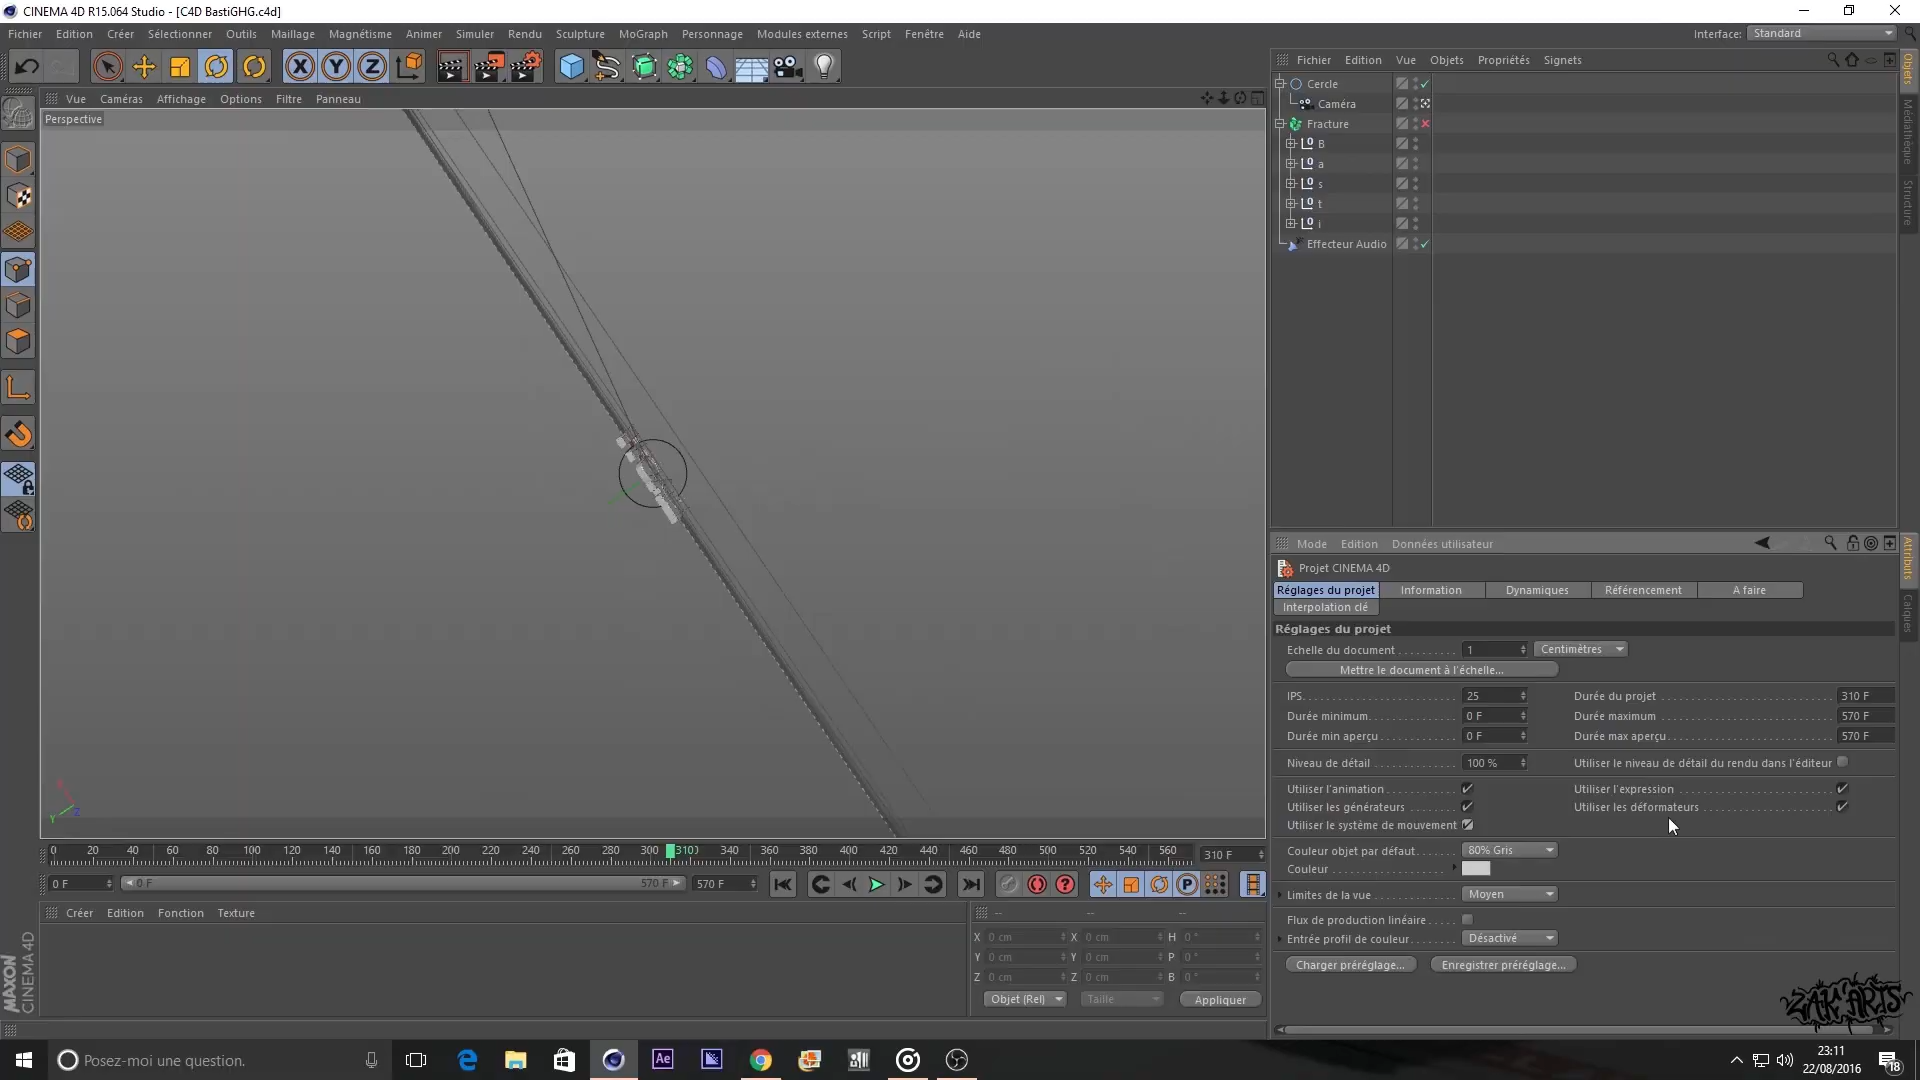 CINEMA 4D R15.064 Studio - [C4D BastiGHG.c4d]
Fichier Edition Créer Sélectionner Outils Maillage Magnétisme Animer Simuler Rendu Sculpture MoGraph Personnage Modules externes Script Fenêtre Aide
Interface: Standard
Vue Caméras Affichage Options Filtre Panneau
Perspective
Fichier Edition Vue Objets Propriétés Signets
Cercle
Caméra
Fracture
B
a
s
t
i
Effecteur Audio
Objets
Médiathèque
Structure
Mode Edition Données utilisateur
Projet CINEMA 4D
Réglages du projet Information Dynamiques Référencement A faire
Interpolation clé
Réglages du projet
Echelle du document 1 Centimètres
Mettre le document à l'échelle...
IPS 25 Durée du projet 310 F
Durée minimum 0 F Durée maximum 570 F
Durée min aperçu 0 F Durée max aperçu 570 F
Niveau de détail 100 % Utiliser le niveau de détail du rendu dans l'éditeur
Utiliser l'animation Utiliser l'expression
Utiliser les générateurs Utiliser les déformateurs
Utiliser le système de mouvement
Couleur objet par défaut 80% Gris
Couleur
Limites de la vue Moyen
Flux de production linéaire
Entrée profil de couleur Désactivé
Charger préréglage... Enregistrer préréglage...
Attributs
Calques
X
Y
Z
0 20 40 60 80 100 120 140 160 180 200 220 240 260 280 300 310 340 360 380 400 420 440 460 480 500 520 540 560 310 F
0 F 0 F 570 F 570 F
Créer Edition Fonction Texture
-- -- --
X 0 cm X 0 cm H 0 °
Y 0 cm Y 0 cm P 0 °
Z 0 cm Z 0 cm B 0 °
Objet (Rel) Taille Appliquer
MAXON
CINEMA 4D
ZAK'ARTS
Posez-moi une question.
Ae
23:11
22/08/2016
18